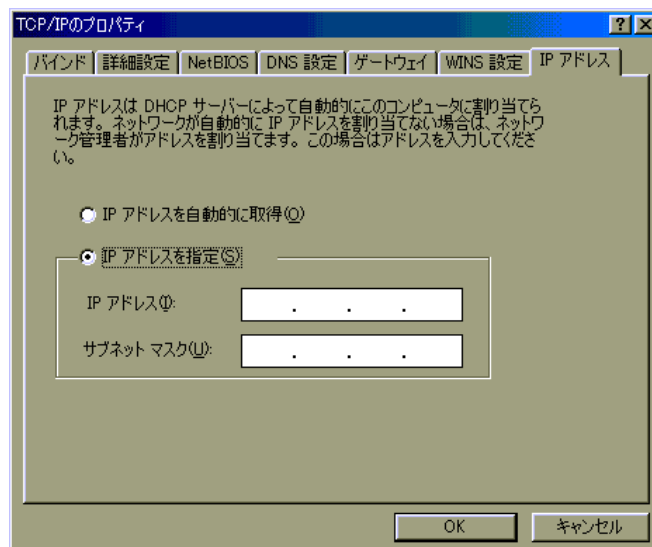 TCP/IPのプロパティ
バインド 詳細設定 NetBIOS DNS 設定 ゲートウェイ WINS 設定 IP アドレス
IP アドレスは DHCP サーバーによって自動的にこのコンピュータに割り当てら
れます。ネットワークが自動的に IP アドレスを割り当てない場合は、ネットワ
ーク管理者がアドレスを割り当てます。この場合はアドレスを入力してくださ
い。
IP アドレスを自動的に取得(O)
IP アドレスを指定(S)
IP アドレス(I): . . .
サブネット マスク(U): . . .
OK キャンセル